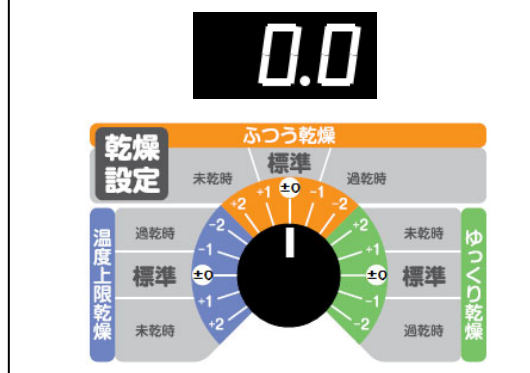 0.0
ふつう乾燥
乾燥
設定
未乾時
標準
過乾時
+2
+1
±0
-1
-2
温度上限乾燥
過乾時
標準
未乾時
-2
-1
±0
+1
+2
+2
+1
±0
-1
-2
未乾時
標準
過乾時
ゆっくり乾燥